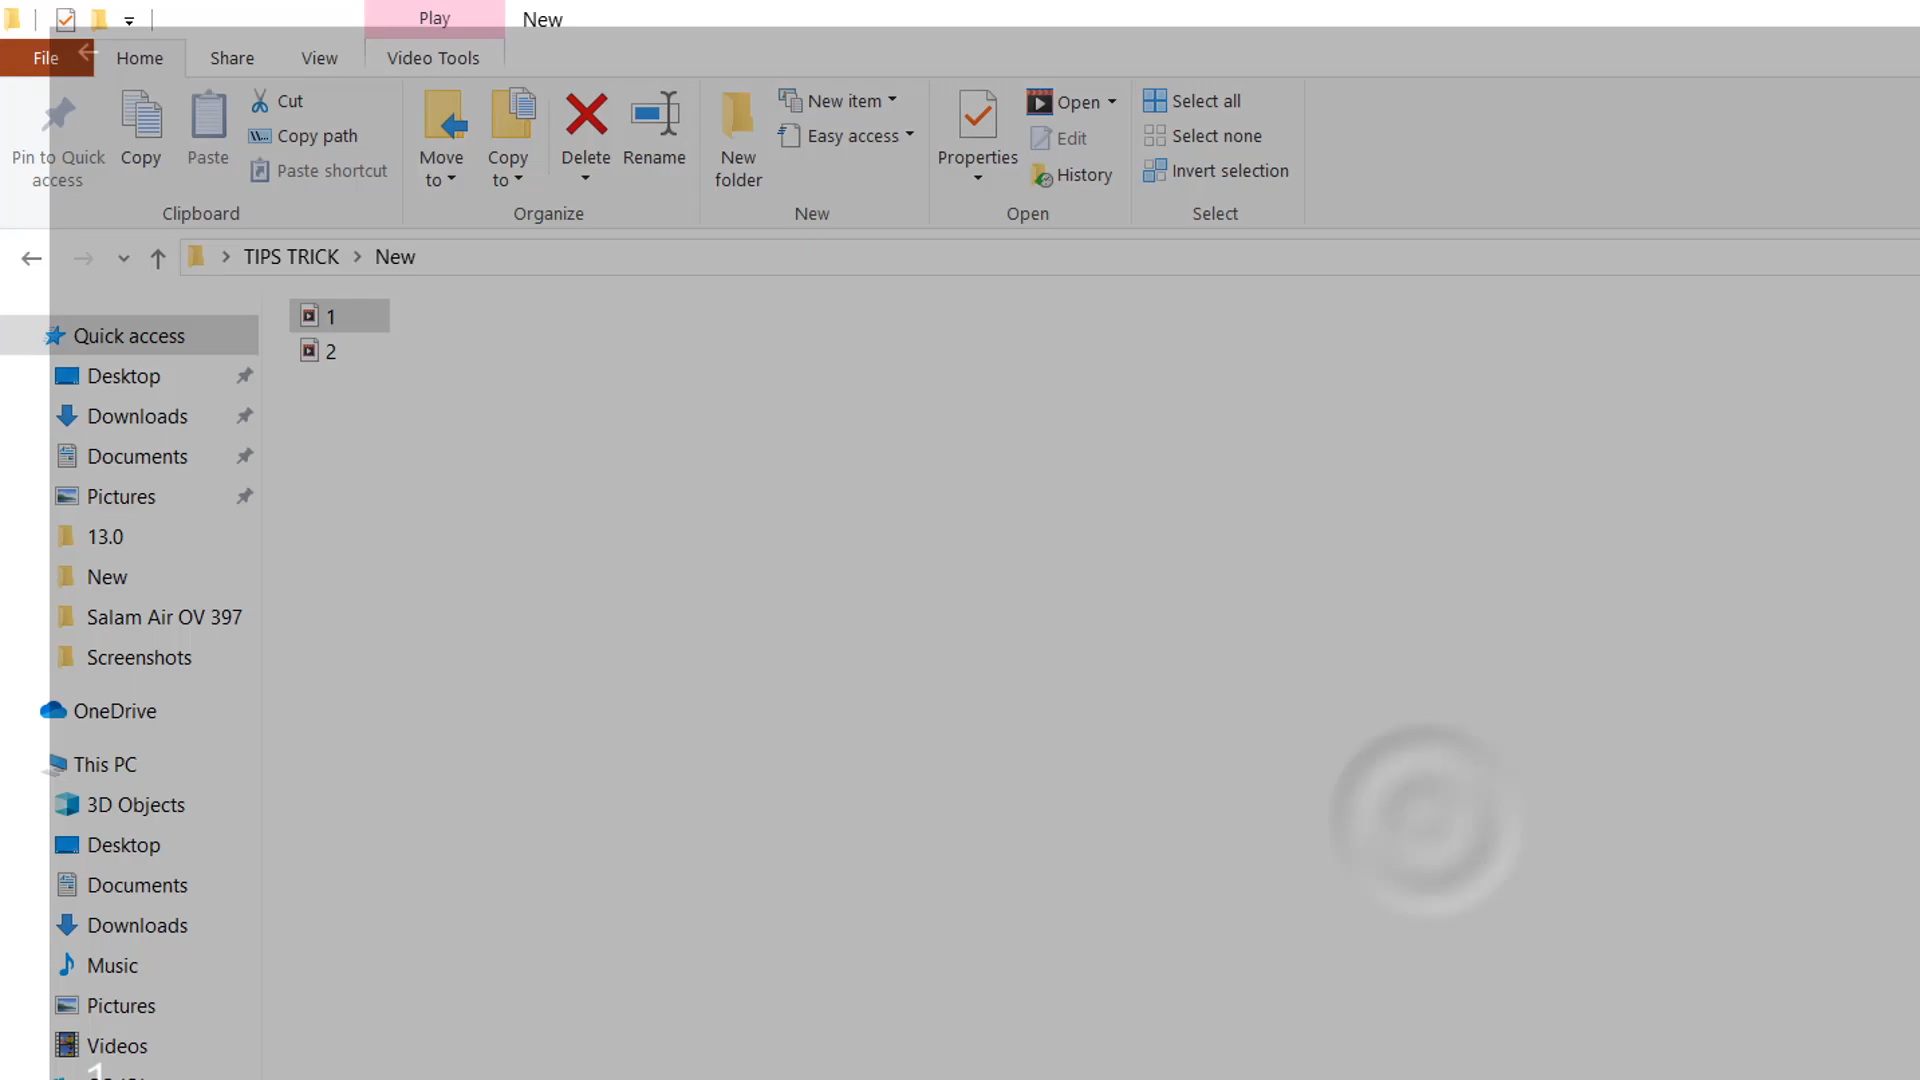 Play New
File Home Share View Video Tools
Pin to Quick access
Copy
Paste
Cut
Copy path
Paste shortcut
Clipboard
Move to
Copy to
Delete
Rename
Organize
New folder
New item
Easy access
New
Properties
Open
Edit
History
Open
Select all
Select none
Invert selection
Select
TIPS TRICK > New
1
2
Quick access
Desktop
Downloads
Documents
Pictures
13.0
New
Salam Air OV 397
Screenshots
OneDrive
This PC
3D Objects
Desktop
Documents
Downloads
Music
Pictures
Videos